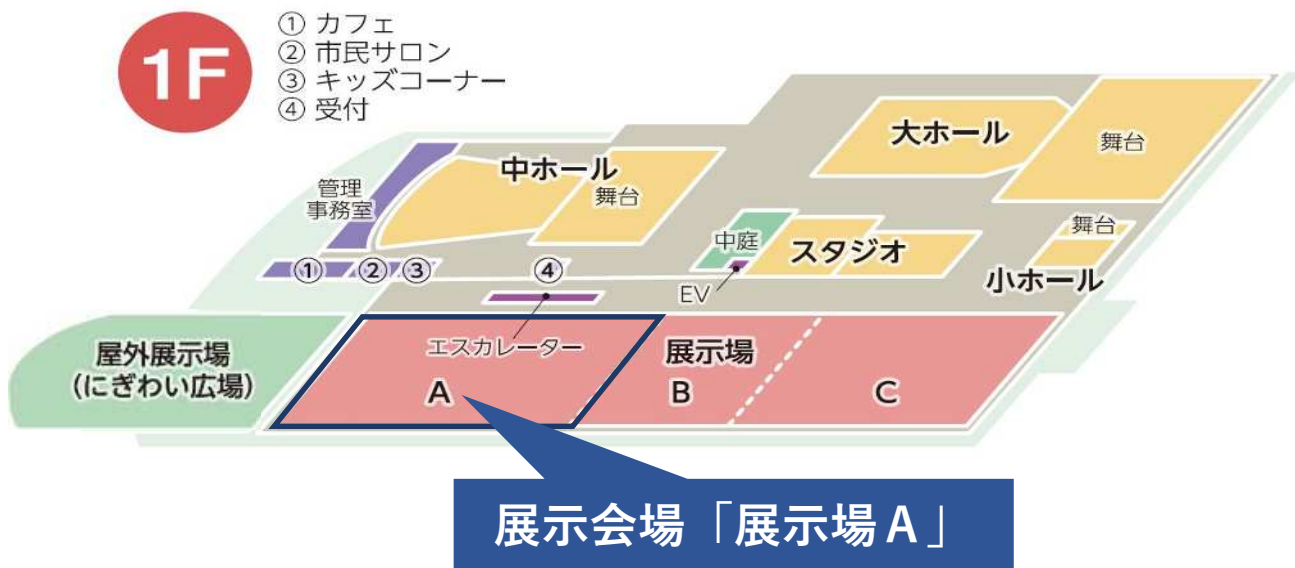 1F
① カフェ
② 市民サロン
③ キッズコーナー
④ 受付
大ホール
舞台
中ホール
舞台
管理
事務室
舞台
中庭
スタジオ
小ホール
①
②
③
④
EV
エスカレーター
屋外展示場
(にぎわい広場)
展示場
A
B
C
展示会場「展示場A」